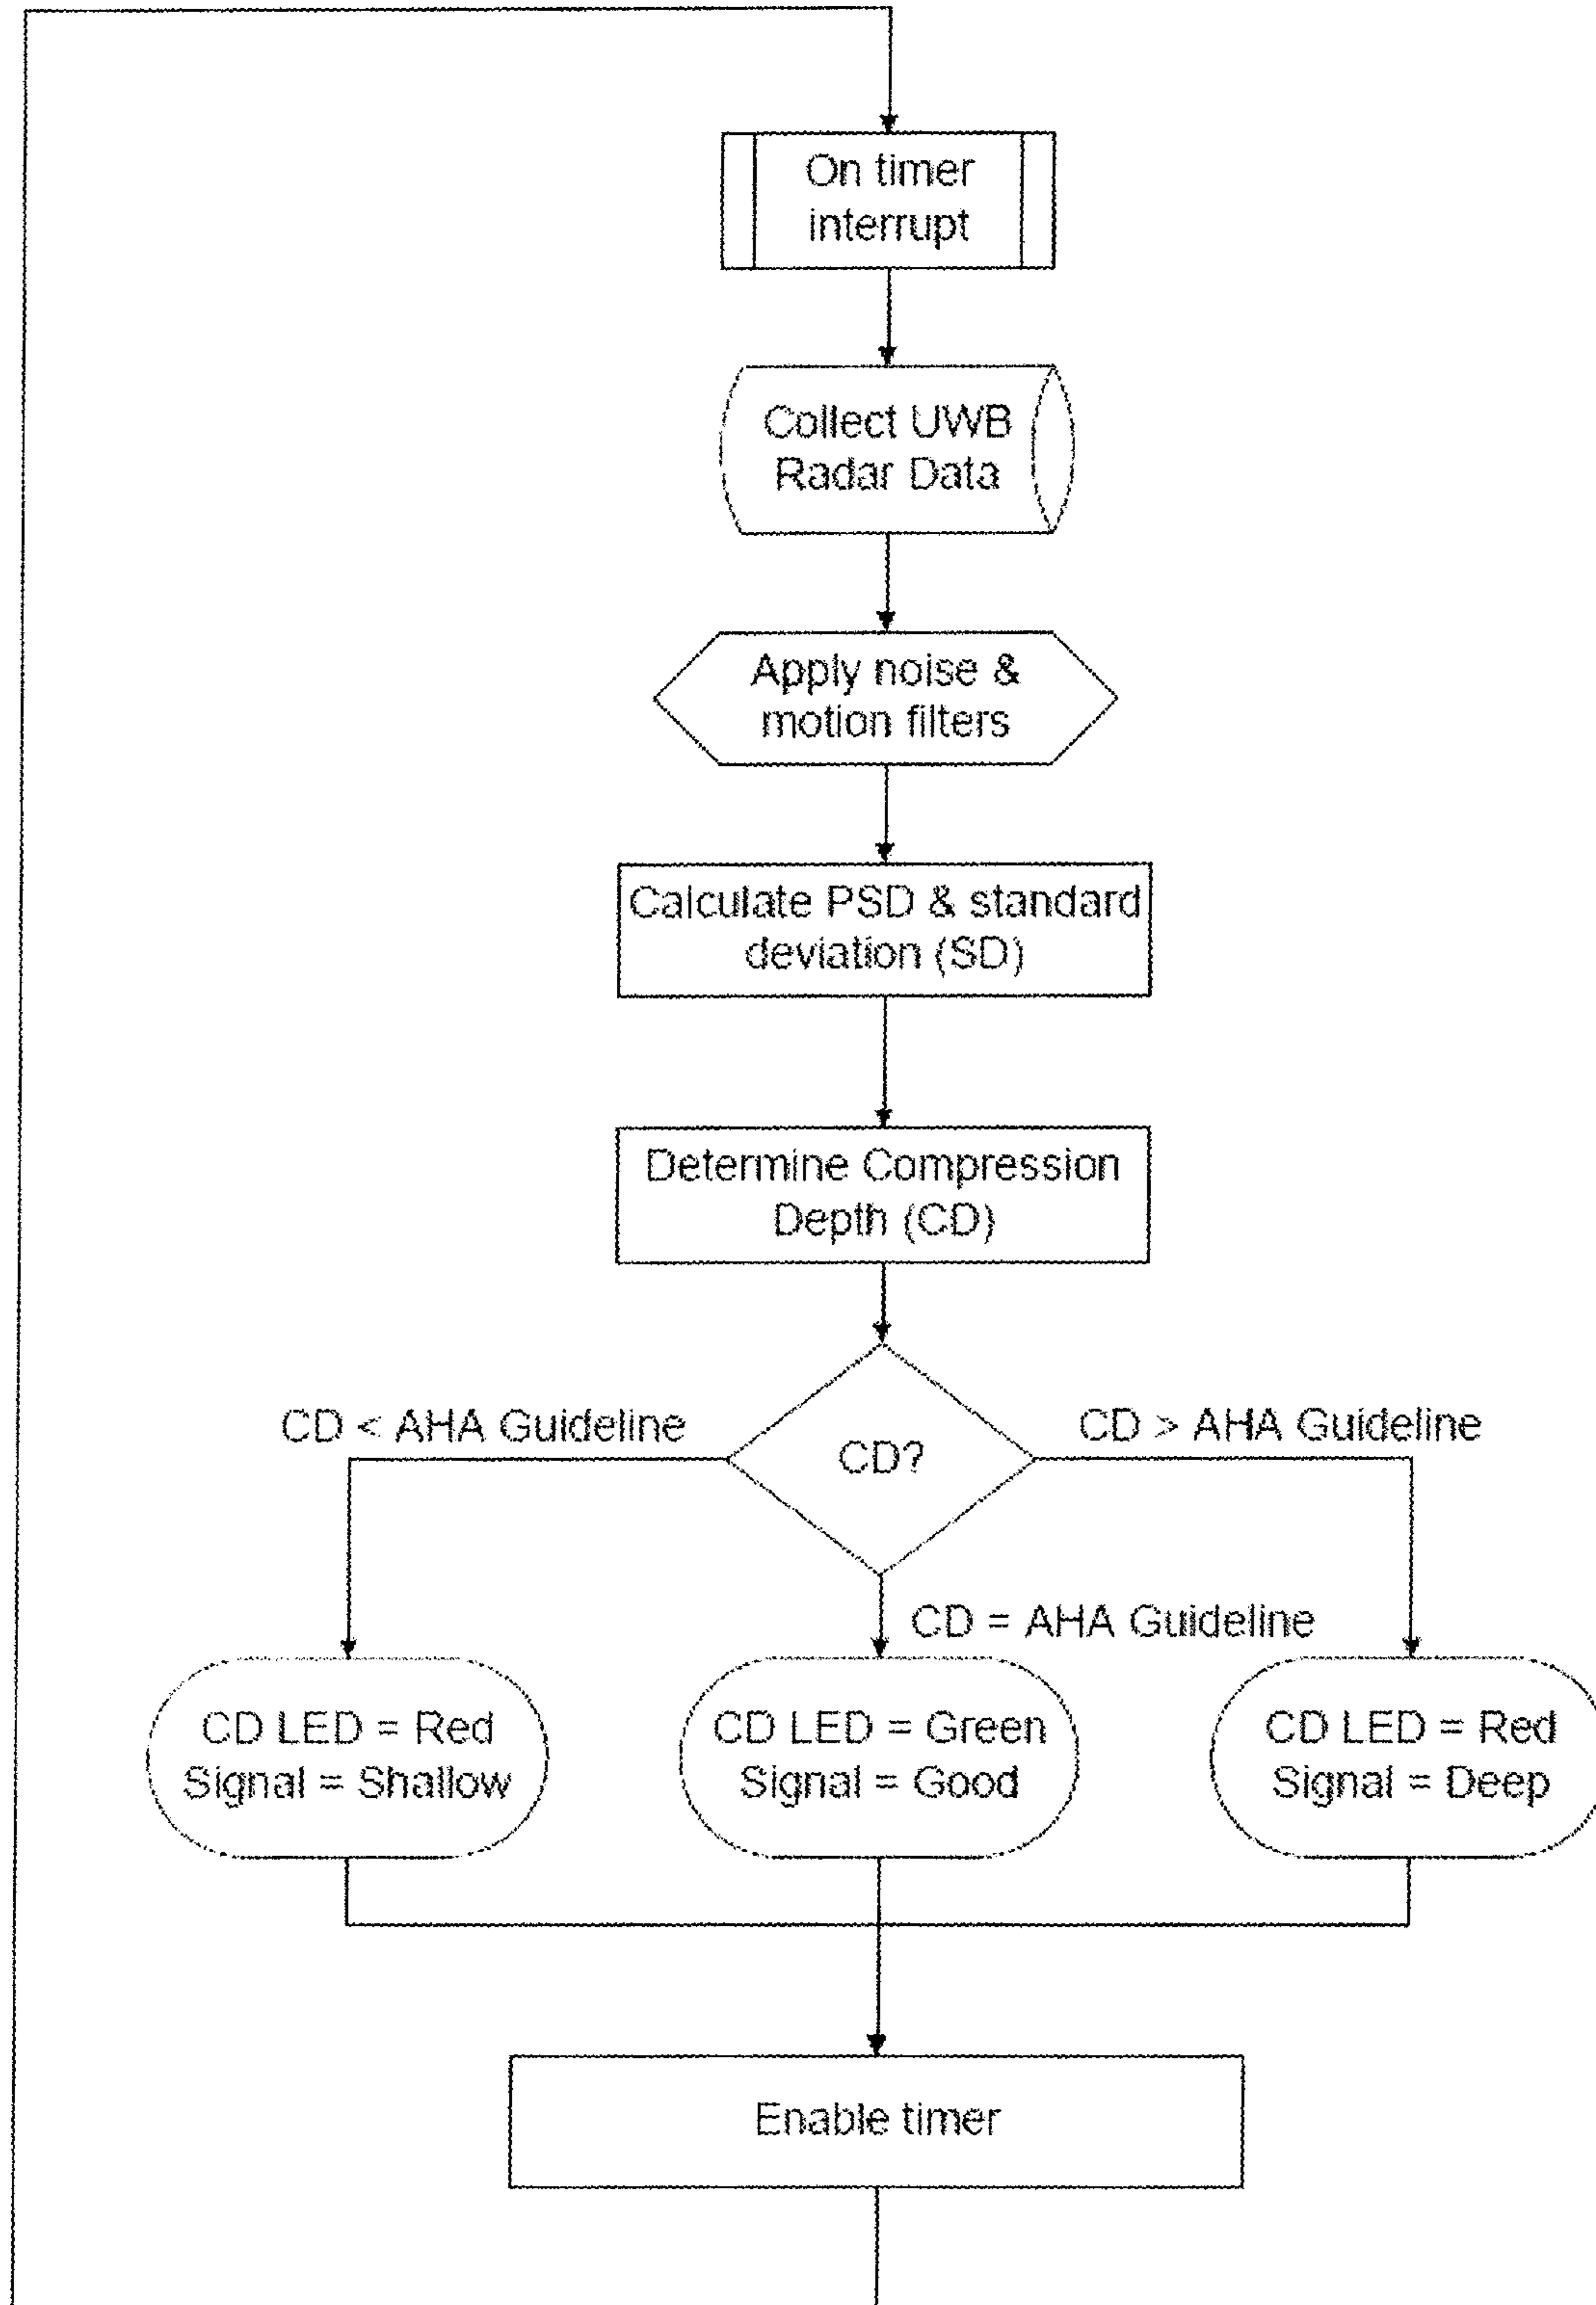 On timer
interrupt
Collect UWB
Radar Data
Apply noise &
motion filters
Calculate PSD & standard
deviation (SD)
Determine Compression
Depth (CD)
CD < AHA Guideline
CD?
CD > AHA Guideline
CD = AHA Guideline
CD LED = Red
Signal = Shallow
CD LED = Green
Signal = Good
CD LED = Red
Signal = Deep
Enable timer